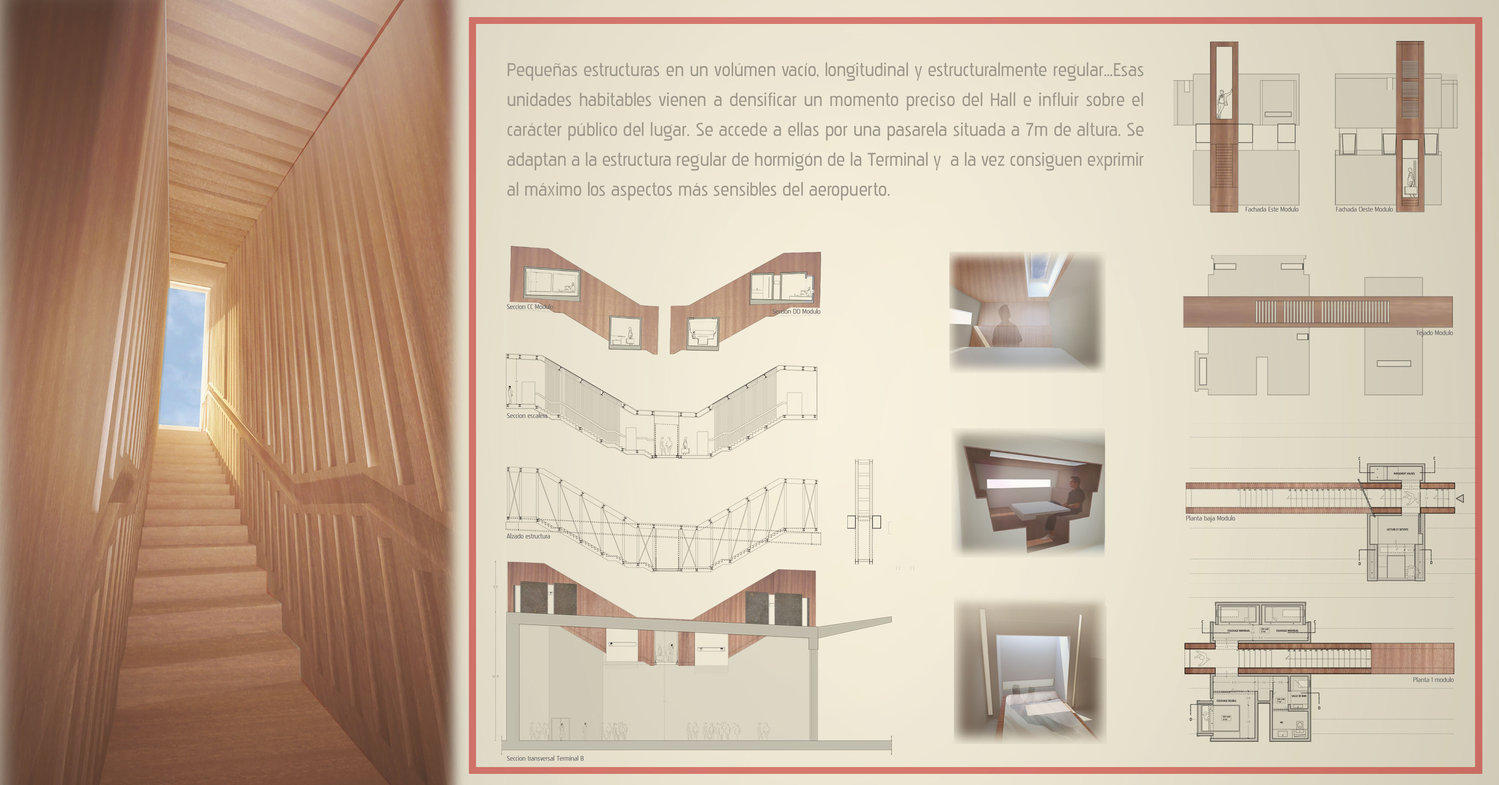 Pequeñas estructuras en un volúmen vacío, longitudinal y estructuralmente regular...Esas
unidades habitables vienen a densificar un momento preciso del Hall e influir sobre el
carácter público del lugar. Se accede a ellas por una pasarela situada a 7m de altura. Se
adaptan a la estructura regular de hormigón de la Terminal y a la vez consiguen exprimir
al máximo los aspectos más sensibles del aeropuerto.
Fachada Este Modulo
Fachada Oeste Modulo
Seccion CC Modulo
Seccion DD Modulo
Tejado Modulo
Seccion escalera
Planta baja Modulo
Alzado estructura
Planta 1 modulo
Seccion transversal Terminal B